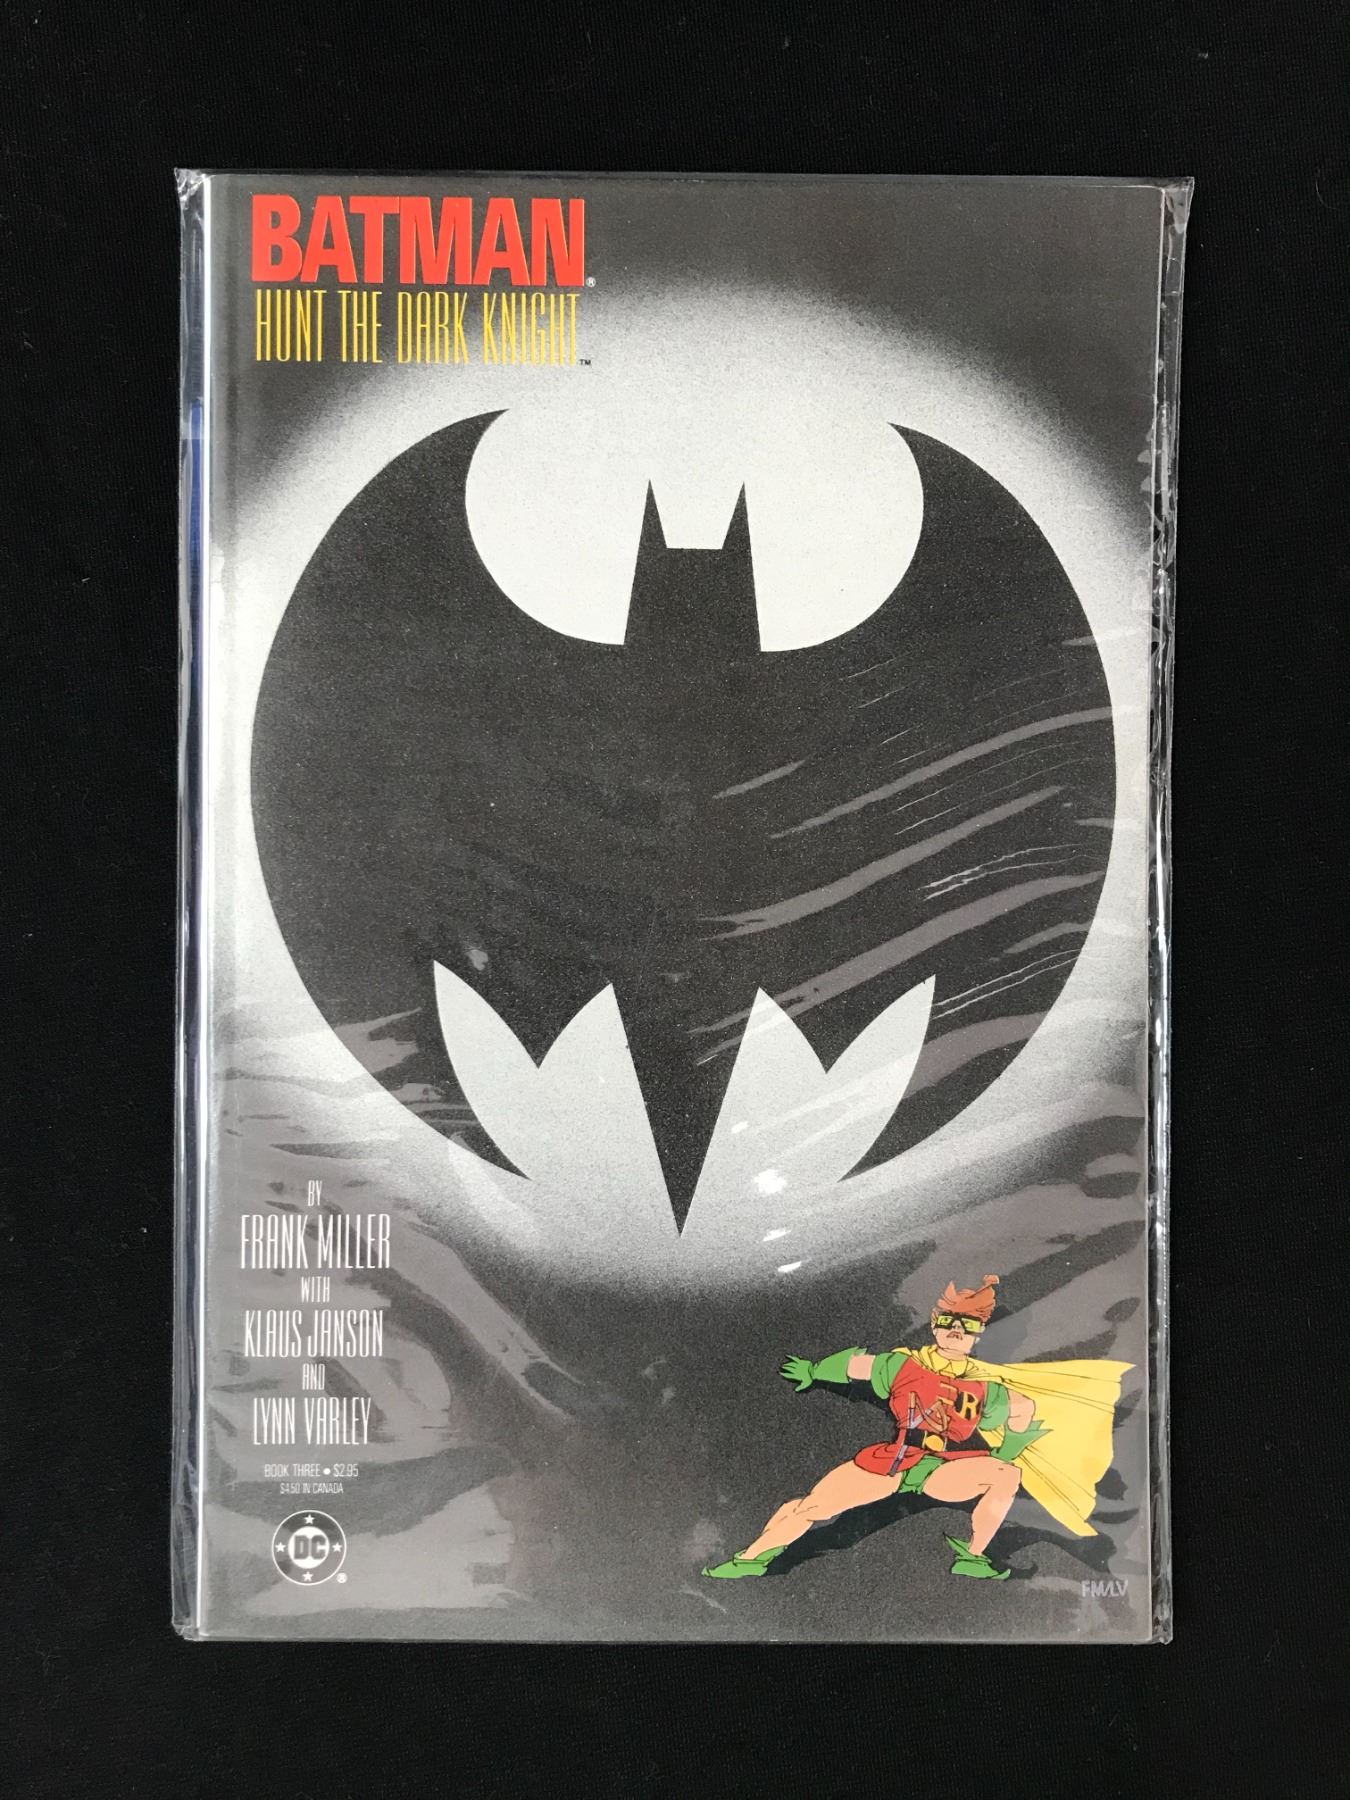 BATMAN®
HUNT THE DARK KNIGHT™
BY
FRANK MILLER
WITH
KLAUS JANSON
AND
LYNN VARLEY
BOOK THREE • $2.95
$4.50 IN CANADA
DC®
R
FM/LV